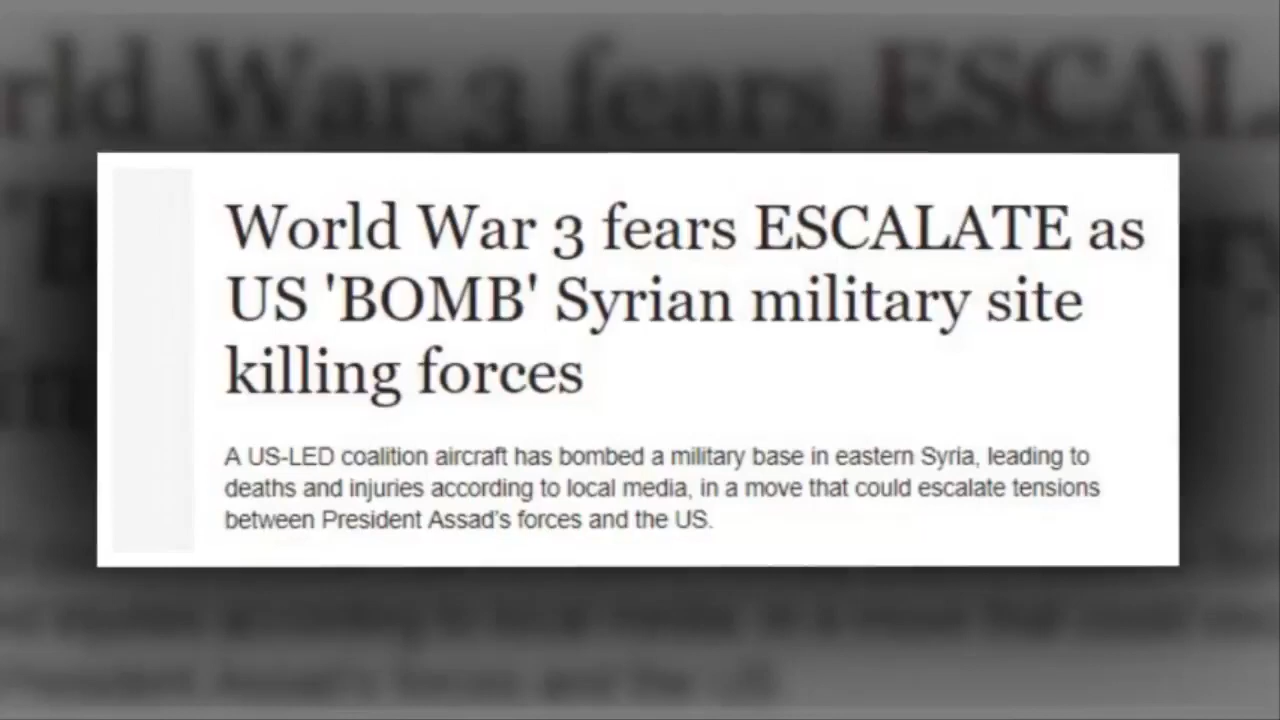 World War 3 fears ESCALATE as
US 'BOMB' Syrian military site
killing forces
A US-LED coalition aircraft has bombed a military base in eastern Syria, leading to
deaths and injuries according to local media, in a move that could escalate tensions
between President Assad's forces and the US.